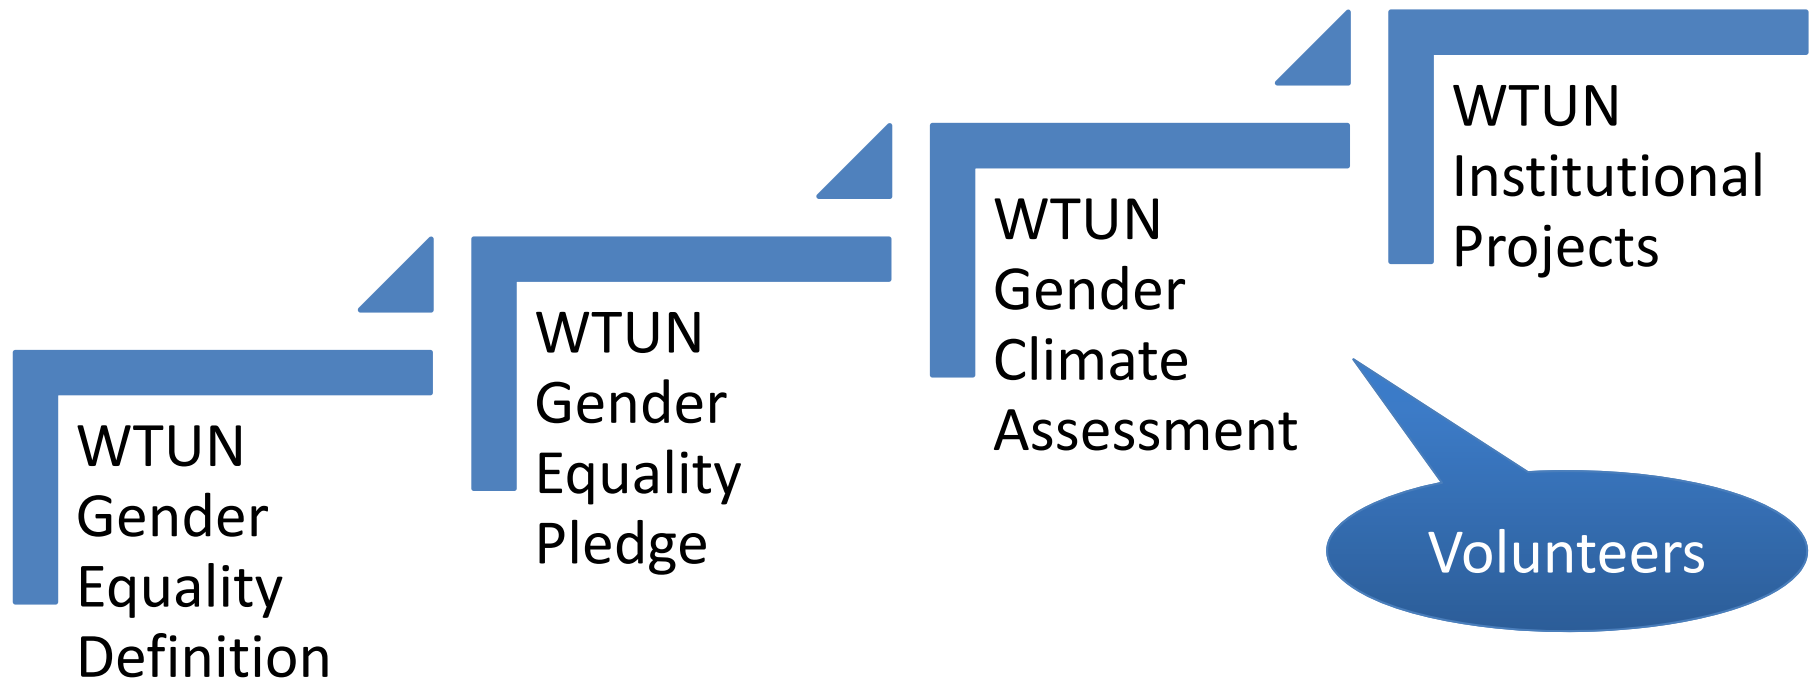 WTUN
Gender
Equality
Definition
WTUN
Gender
Equality
Pledge
WTUN
Gender
Climate
Assessment
WTUN
Institutional
Projects
Volunteers